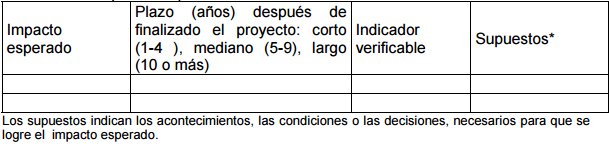 Impacto esperado
Plazo (años) después de
finalizado el proyecto: corto
(1-4 ), mediano (5-9), largo
(10 o más)
Indicador
verificable
Supuestos*
Los supuestos indican los acontecimientos, las condiciones o las decisiones, necesarios para que se
logre el impacto esperado.